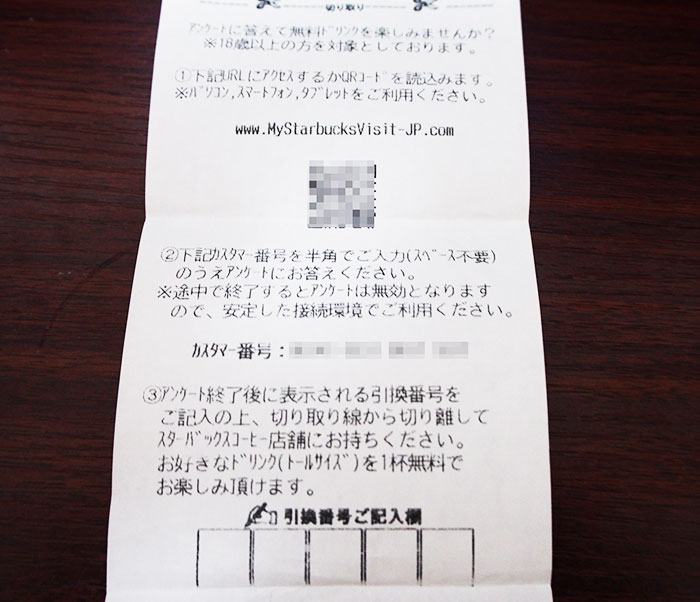 切り取り
アンケートに答えて無料ドリンクを楽しみませんか?
※18歳以上の方を対象としております。
①下記URLにアクセスするかQRコードを読込みます。
※パソコン,スマートフォン,タブレットをご利用ください。
www.MyStarbucksVisit-JP.com
②下記カスタマー番号を半角でご入力(スペース不要)
のうえアンケートにお答えください。
※途中で終了するとアンケートは無効となります
ので、安定した接続環境でご利用ください。
カスタマー番号:
③アンケート終了後に表示される引換番号を
ご記入の上、切り取り線から切り離して
スターバックスコーヒー店舗にお持ちください。
お好きなドリンク(トールサイズ)を1杯無料で
お楽しみ頂けます。
引換番号ご記入欄